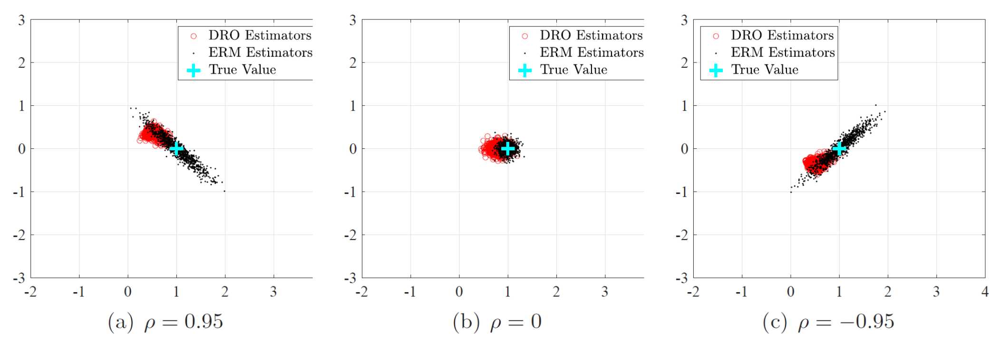 3
2
1
0
-1
-2
-3
-2 -1 0 1 2 3
DRO Estimators
ERM Estimators
True Value
(a) ρ = 0.95
3
2
1
0
-1
-2
-3
-2 -1 0 1 2 3
DRO Estimators
ERM Estimators
True Value
(b) ρ = 0
3
2
1
0
-1
-2
-3
-2 -1 0 1 2 3 4
DRO Estimators
ERM Estimators
True Value
(c) ρ = −0.95